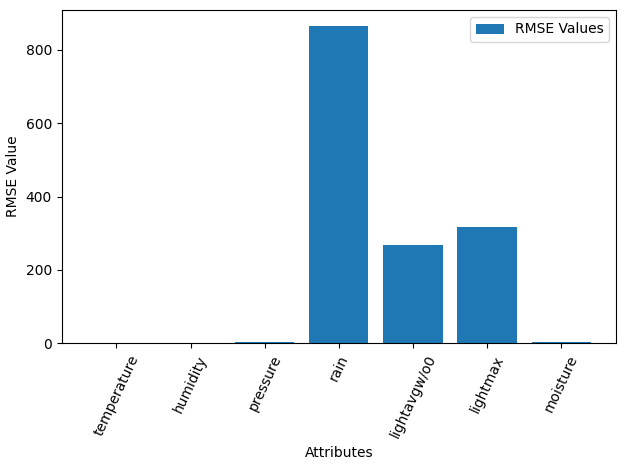 RMSE Values
800
600
400
200
0
RMSE Value
temperature
humidity
pressure
rain
lightavgw/o0
lightmax
moisture
Attributes